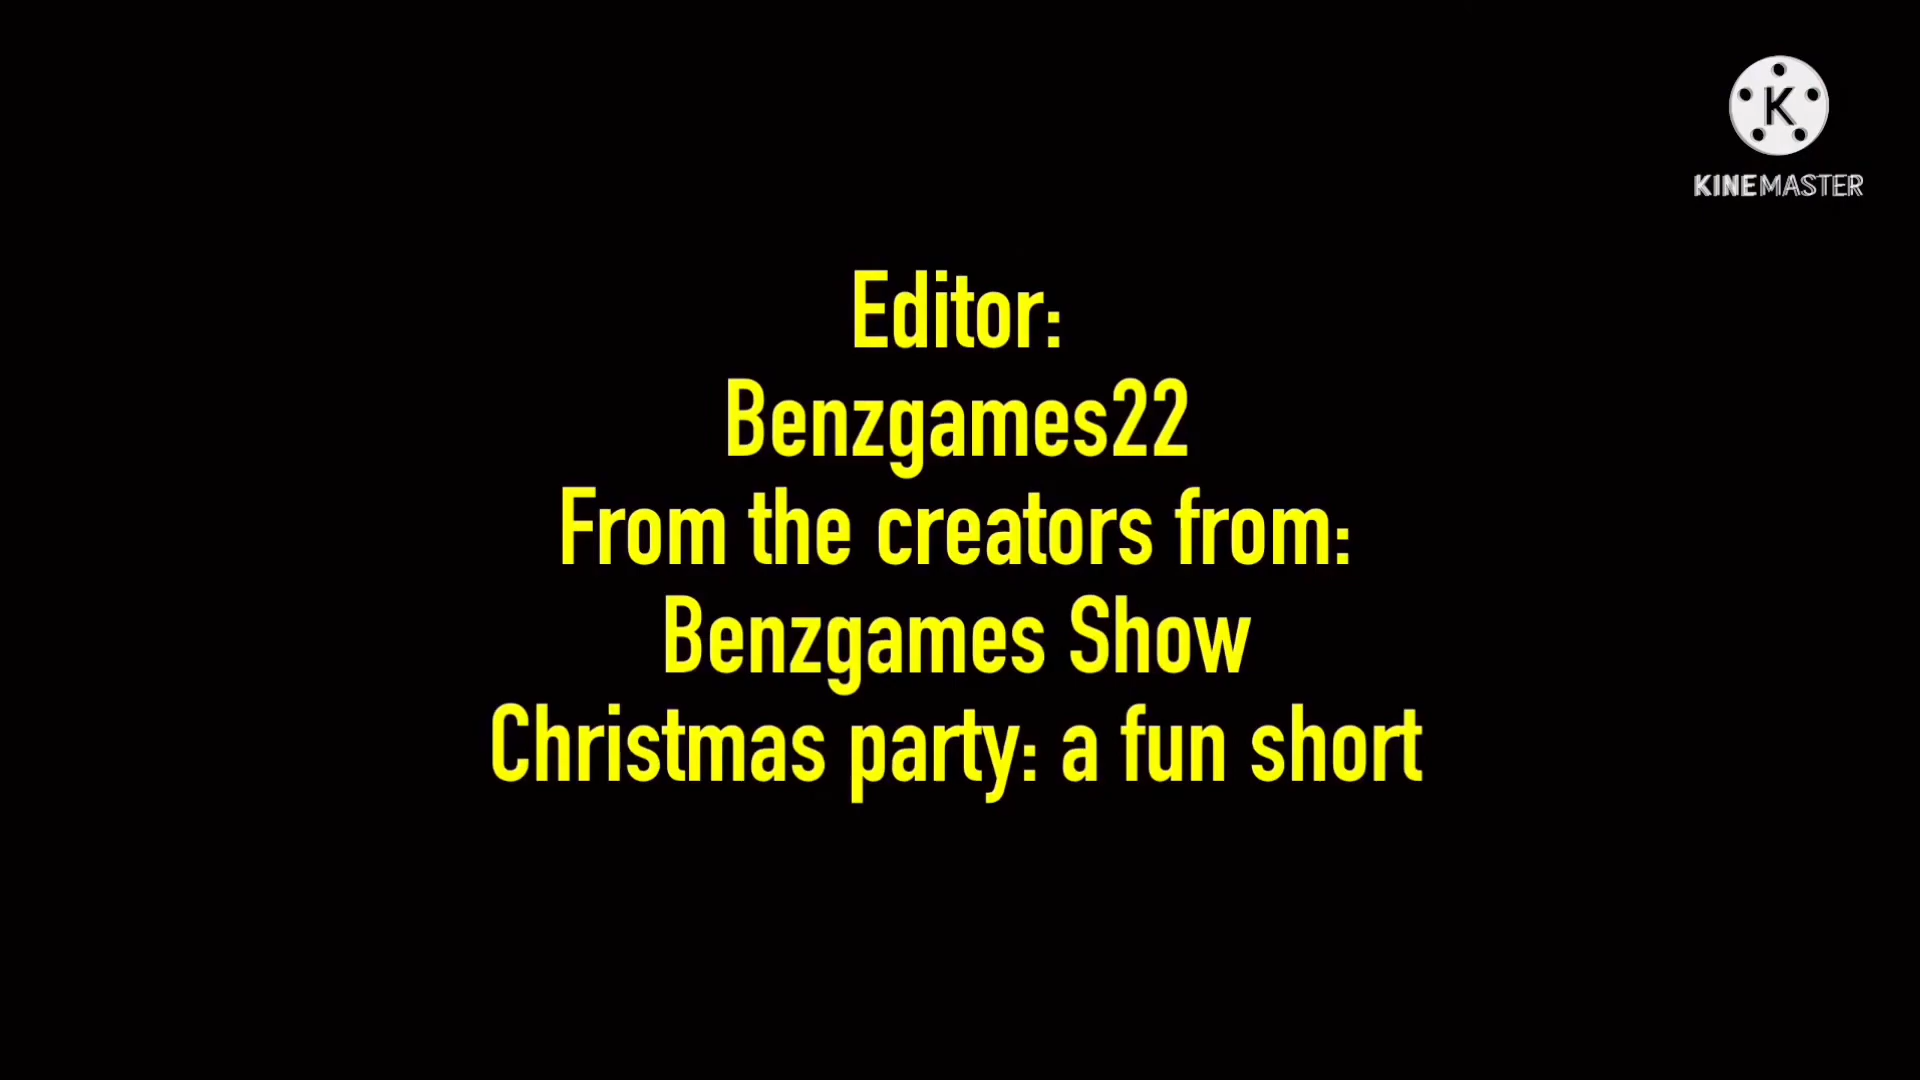 K
KINEMASTER
Editor:
Benzgames22
From the creators from:
Benzgames Show
Christmas party: a fun short